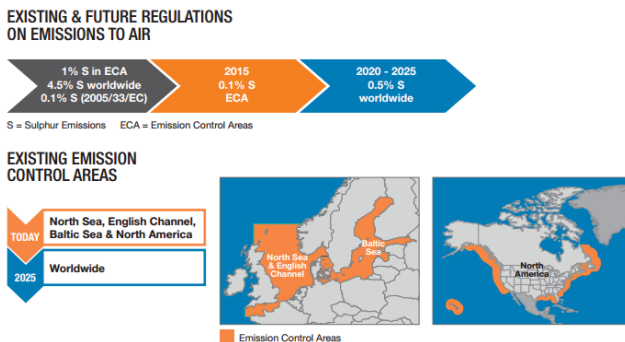 EXISTING & FUTURE REGULATIONS
ON EMISSIONS TO AIR
1% S in ECA
4.5% S worldwide
0.1% S (2005/33/EC)
2015
0.1% S
ECA
2020 - 2025
0.5% S
worldwide
S = Sulphur Emissions ECA = Emission Control Areas
EXISTING EMISSION
CONTROL AREAS
TODAY
North Sea, English Channel,
Baltic Sea & North America
2025
Worldwide
North Sea
& English
Channel
Baltic
Sea
North
America
Emission Control Areas